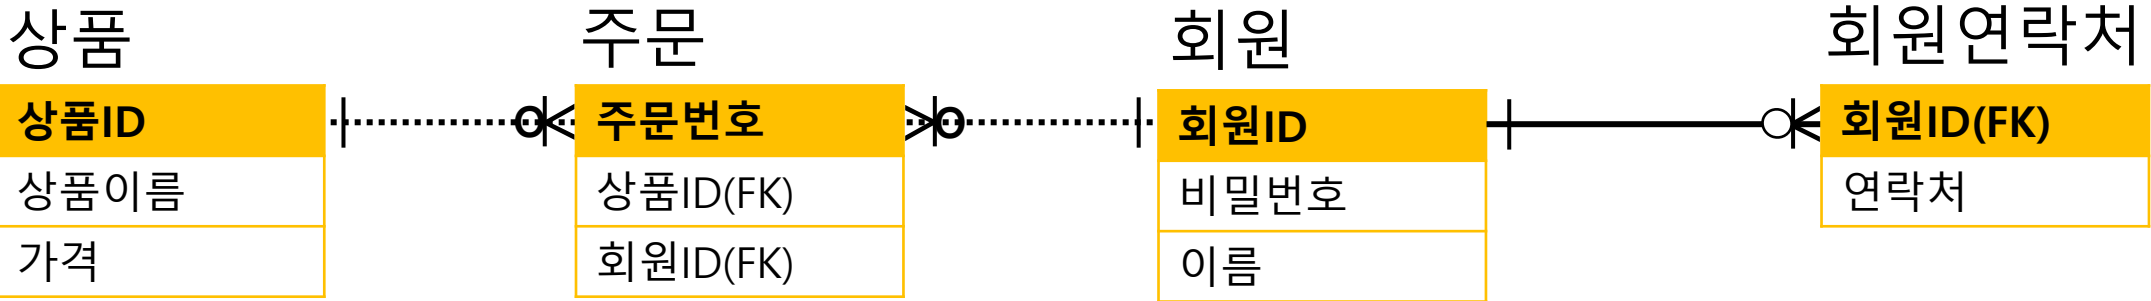 상품
상품ID
상품이름
가격
주문
주문번호
상품ID(FK)
회원ID(FK)
회원
회원ID
비밀번호
이름
회원연락처
회원ID(FK)
연락처